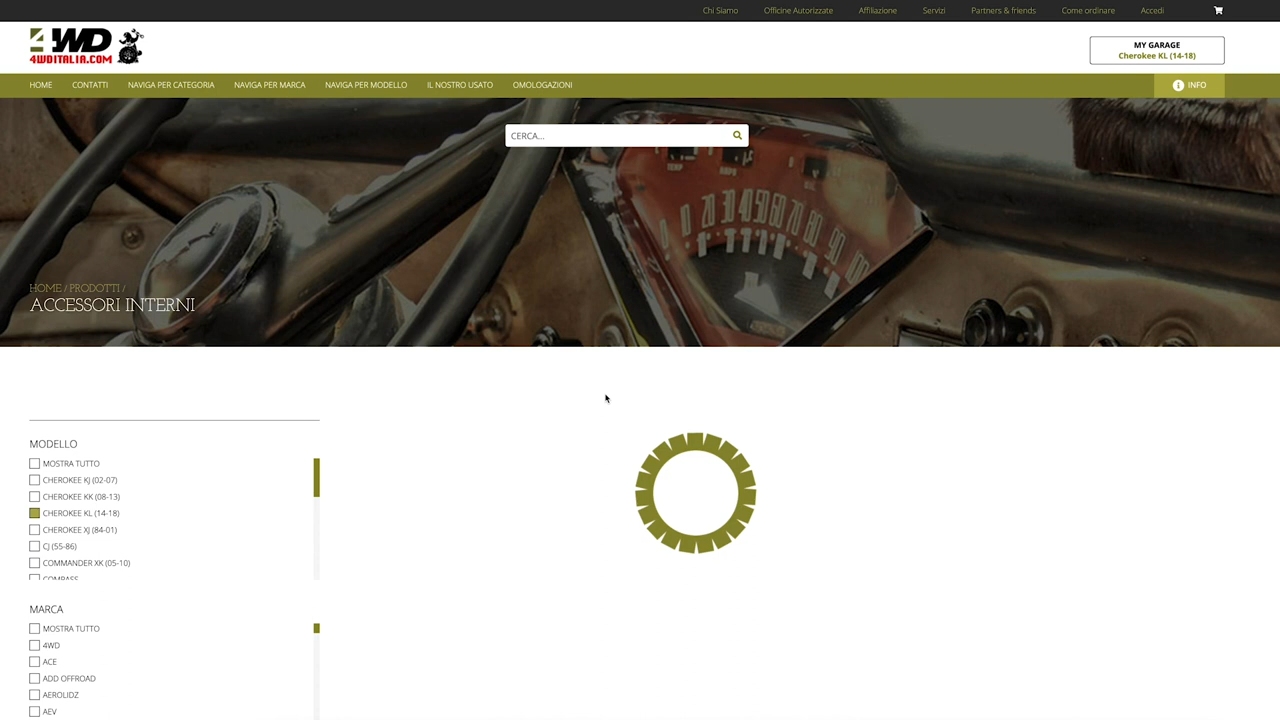 Chi Siamo Officine Autorizzate Affiliazione Servizi Partners & friends Come ordinare Accedi
4WD
4WDITALIA.COM
MY GARAGE
Cherokee KL (14-18)
HOME CONTATTI NAVIGA PER CATEGORIA NAVIGA PER MARCA NAVIGA PER MODELLO IL NOSTRO USATO OMOLOGAZIONI INFO
CERCA...
HOME / PRODOTTI /
ACCESSORI INTERNI
MODELLO
MOSTRA TUTTO
CHEROKEE KJ (02-07)
CHEROKEE KK (08-13)
CHEROKEE KL (14-18)
CHEROKEE XJ (84-01)
CJ (55-86)
COMMANDER XK (05-10)
COMPASS
MARCA
MOSTRA TUTTO
4WD
ACE
ADD OFFROAD
AEROLIDZ
AEV